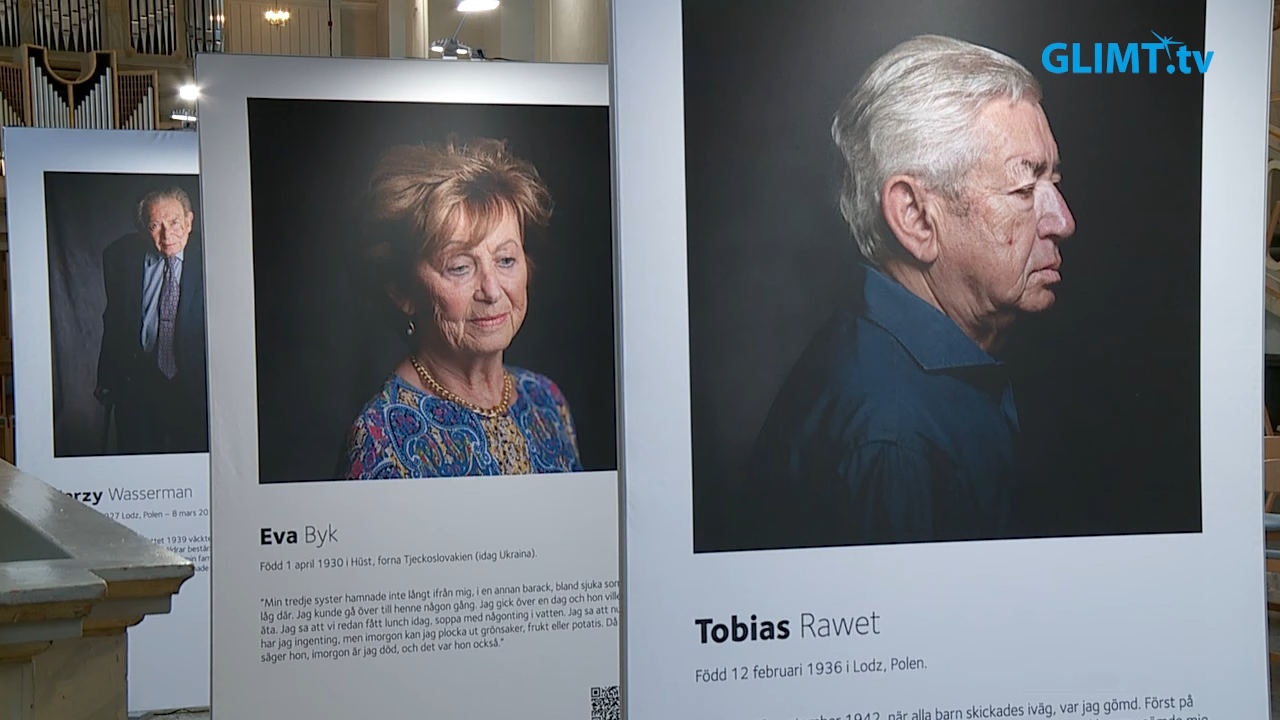 GLIMT.tv
Wasserman
1927 Lodz, Polen – 8 mars 20
1939 väckte
Eva Byk
Född 1 april 1930 i Hüst, forna Tjeckoslovakien (idag Ukraina).
"Min tredje syster hamnade inte långt ifrån mig, i en annan barack, bland sjuka som
låg där. Jag kunde gå över till henne någon gång. Jag gick över en dag och hon ville
äta. Jag sa att vi redan fått lunch idag, soppa med någonting i vatten. Jag sa att nu
har jag ingenting, men imorgon kan jag plocka ut grönsaker, frukt eller potatis. Då
säger hon, imorgon är jag död, och det var hon också."
Tobias Rawet
Född 12 februari 1936 i Lodz, Polen.
1942, när alla barn skickades iväg, var jag gömd. Först på